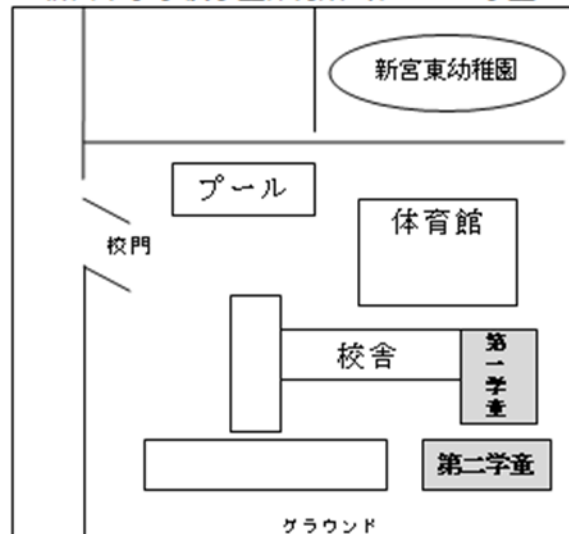 新宮東幼稚園
プール
体育館
校門
校舎
第一学童
第二学童
グラウンド